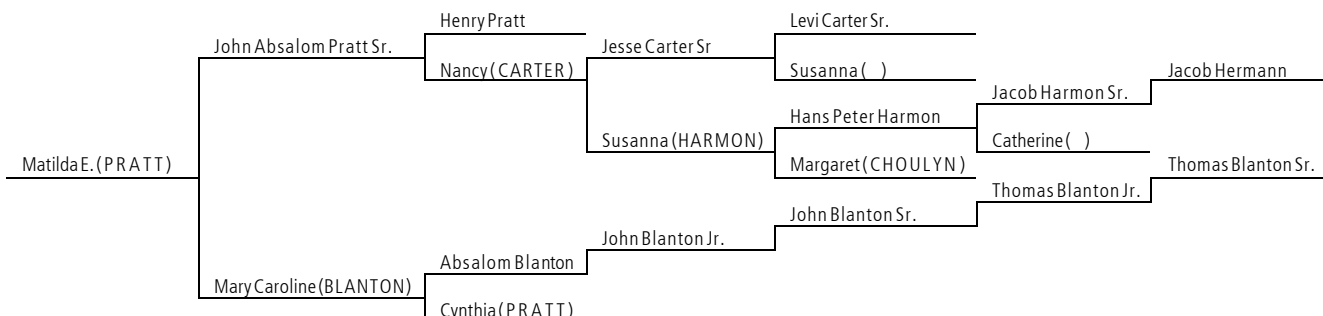 Henry Pratt
Levi Carter Sr.
John Absalom Pratt Sr.
Jesse Carter Sr
Nancy (CARTER)
Susanna ( )
Jacob Hermann
Jacob Harmon Sr.
Hans Peter Harmon
Susanna (HARMON)
Catherine ( )
Matilda E. (PRATT)
Margaret (CHOULYN)
Thomas Blanton Sr.
Thomas Blanton Jr.
John Blanton Sr.
John Blanton Jr.
Absalom Blanton
Mary Caroline (BLANTON)
Cynthia (PRATT)